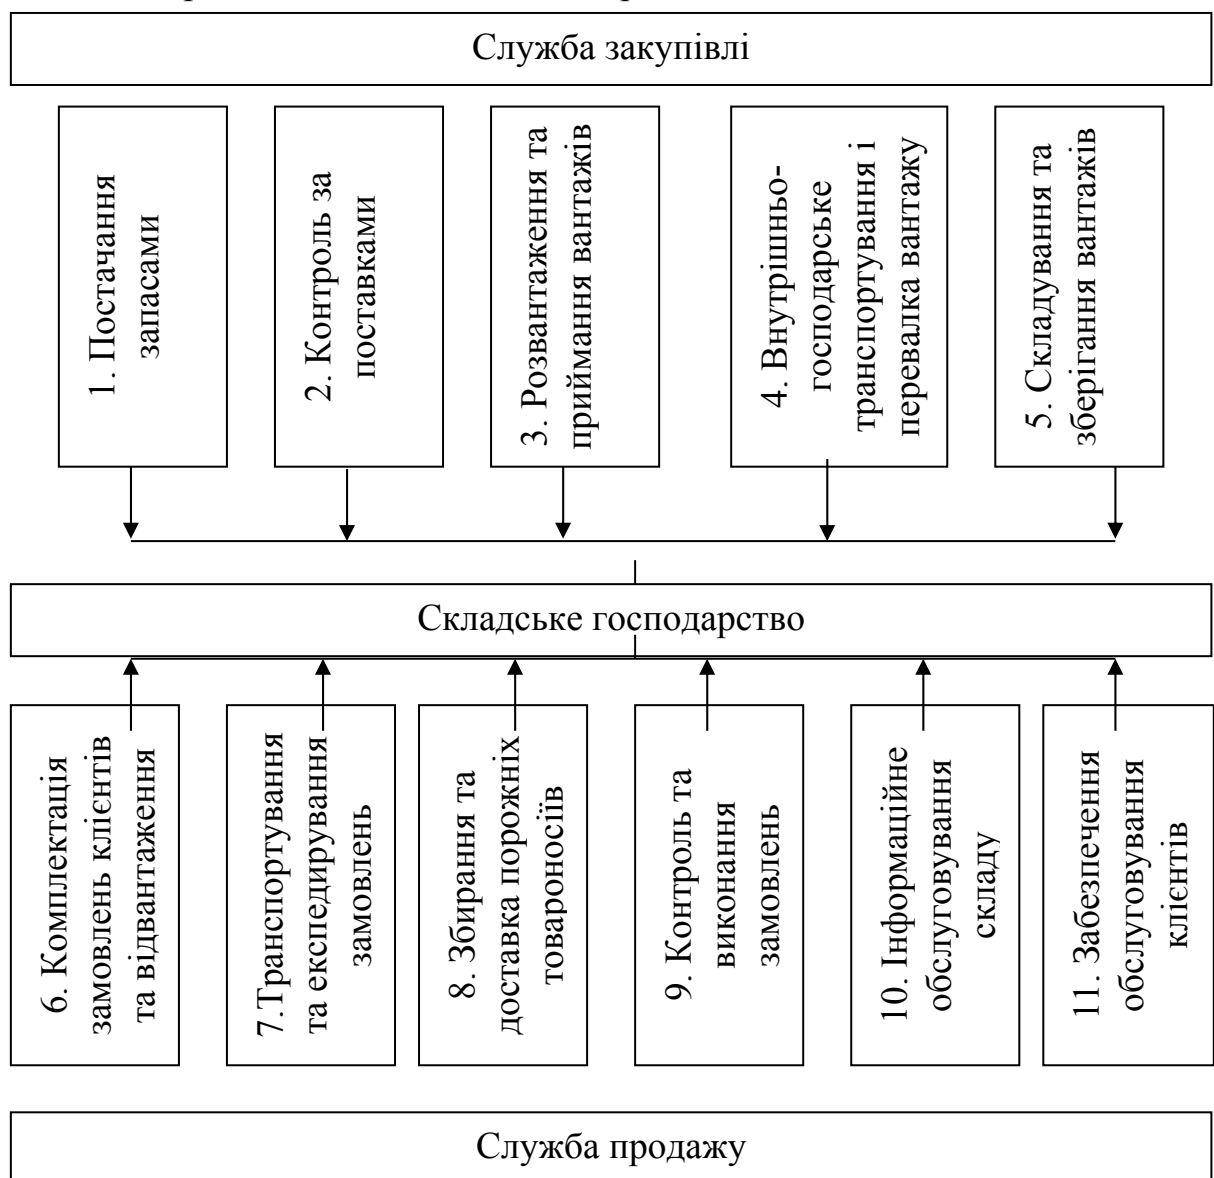 Служба закупівлі
1. Постачання
запасами
2. Контроль за
поставками
3. Розвантаження та
приймання вантажів
4. Внутрішньо-
господарське
транспортування і
перевалка вантажу
5. Складування та
зберігання вантажів
Складське господарство
6. Комплектація
замовлень клієнтів
та відвантаження
7.Транспортування
та експедирування
замовлень
8. Збирання та
доставка порожніх
товароносіїв
9. Контроль та
виконання
замовлень
10. Інформаційне
обслуговування
складу
11. Забезпечення
обслуговування
клієнтів
Служба продажу